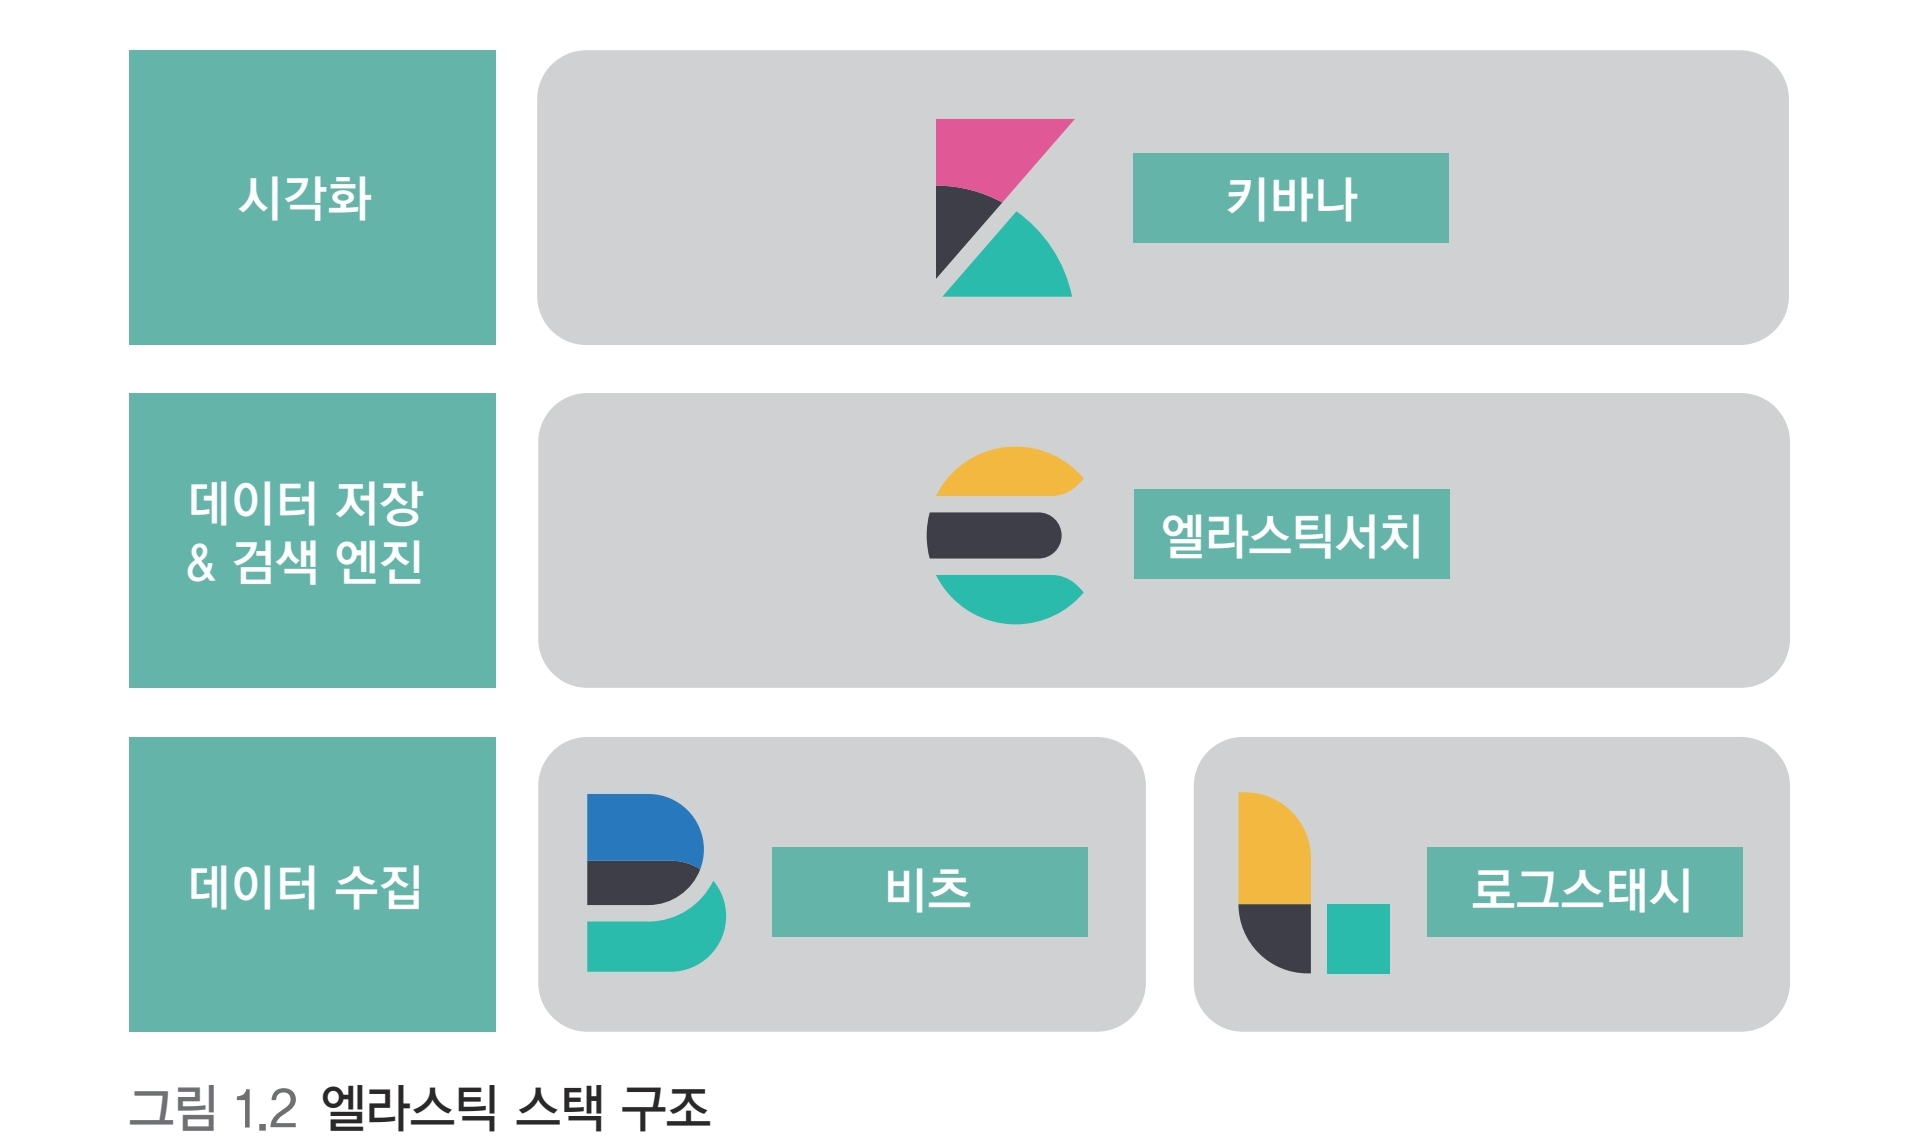 시각화
키바나
데이터 저장
& 검색 엔진
엘라스틱서치
데이터 수집
비츠
로그스태시
그림 1.2 엘라스틱 스택 구조